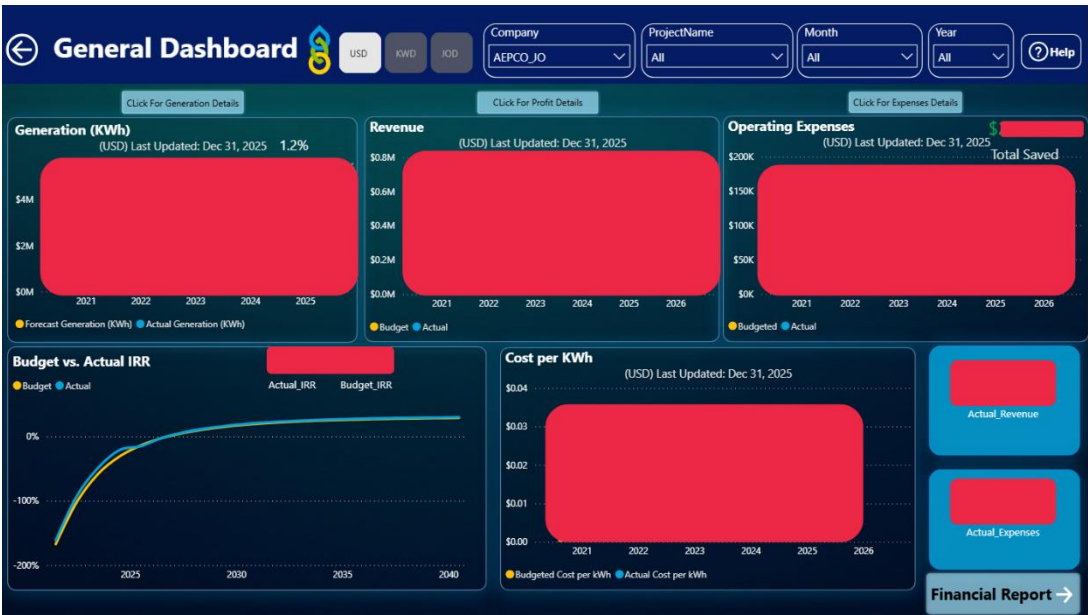 General Dashboard
USD
KWD
JOD
Company
AEPCO_JO
ProjectName
All
Month
All
Year
All
? Help
CLick For Generation Details
CLick For Profit Details
CLick For Expenses Details
Generation (KWh)
(USD) Last Updated: Dec 31, 2025 1.2%
$4M
$2M
$0M
2021 2022 2023 2024 2025
Forecast Generation (KWh) Actual Generation (KWh)
Revenue
(USD) Last Updated: Dec 31, 2025
$0.8M
$0.6M
$0.4M
$0.2M
$0.0M
2021 2022 2023 2024 2025 2026
Budget Actual
Operating Expenses
(USD) Last Updated: Dec 31, 2025
Total Saved
$200K
$150K
$100K
$50K
$0K
2021 2022 2023 2024 2025 2026
Budgeted Actual
Budget vs. Actual IRR
Budget Actual
Actual_IRR Budget_IRR
0%
-100%
-200%
2025 2030 2035 2040
Cost per KWh
(USD) Last Updated: Dec 31, 2025
$0.04
$0.03
$0.02
$0.01
$0.00
2021 2022 2023 2024 2025 2026
Budgeted Cost per kWh Actual Cost per kWh
Actual_Revenue
Actual_Expenses
Financial Report